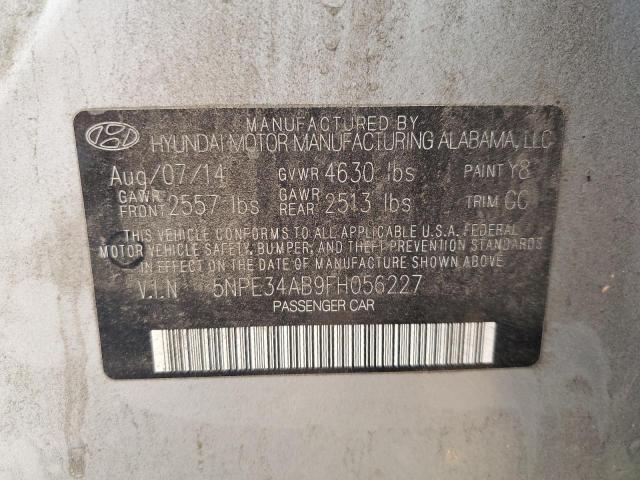 MANUFACTURED BY
HYUNDAI MOTOR MANUFACTURING ALABAMA, LLC
Aug/07/14 GVWR 4630 lbs PAINT Y8
GAWR FRONT 2557 lbs GAWR REAR 2513 lbs TRIM GC
THIS VEHICLE CONFORMS TO ALL APPLICABLE U.S.A. FEDERAL
MOTOR VEHICLE SAFETY, BUMPER, AND THEFT PREVENTION STANDARDS
IN EFFECT ON THE DATE OF MANUFACTURE SHOWN ABOVE.
V.I.N 5NPE34AB9FH056227
PASSENGER CAR